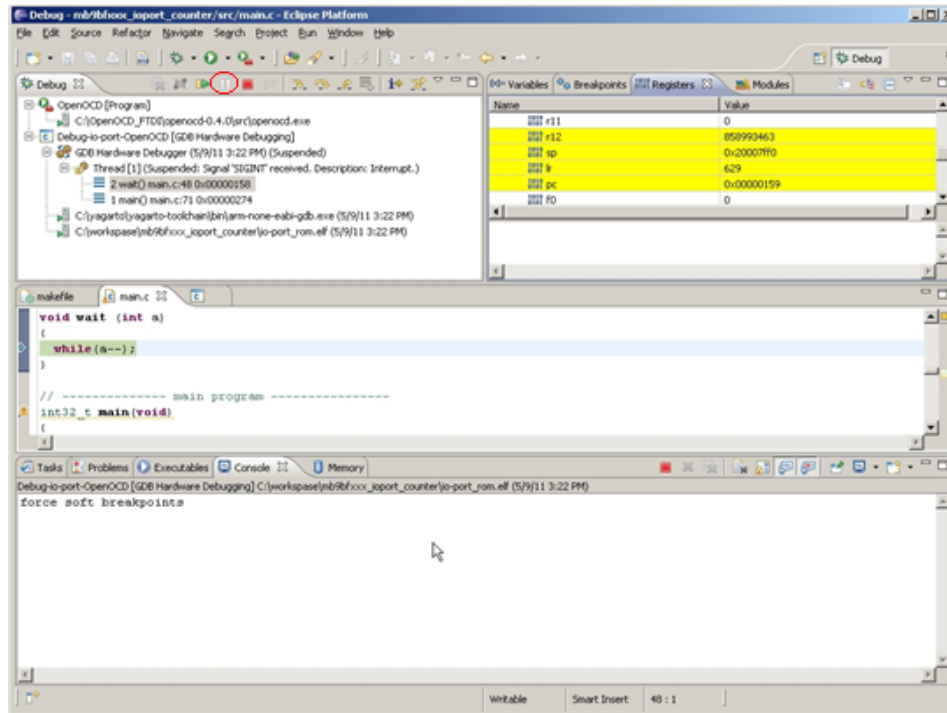 Debug - mb9bfxxx_ioport_counter/src/main.c - Eclipse Platform
File Edit Source Refactor Navigate Search Project Run Window Help
Debug
Debug
OpenOCD [Program]
C:\OpenOCD_FTDI\openocd-0.4.0\src\openocd.exe
Debug-io-port-OpenOCD [GDB Hardware Debugging]
GDB Hardware Debugger (5/9/11 3:22 PM) (Suspended)
Thread [1] (Suspended: Signal 'SIGINT' received. Description: Interrupt.)
2 wait() main.c:48 0x00000158
1 main() main.c:71 0x00000274
C:\yagarto\yagarto-toolchain\bin\arm-none-eabi-gdb.exe (5/9/11 3:22 PM)
C:\workspase\mb9bfxxx_ioport_counter\io-port_rom.elf (5/9/11 3:22 PM)
Variables Breakpoints Registers Modules
Name Value
r11 0
r12 858993463
sp 0x20007ff0
lr 629
pc 0x00000159
f0 0
makefile main.c
void wait (int a)
{
while(a--);
}
// -------------- main program ----------------
int32_t main(void)
{
Tasks Problems Executables Console Memory
Debug-io-port-OpenOCD [GDB Hardware Debugging] C:\workspase\mb9bfxxx_ioport_counter\io-port_rom.elf (5/9/11 3:22 PM)
force soft breakpoints
Writable Smart Insert 48 : 1